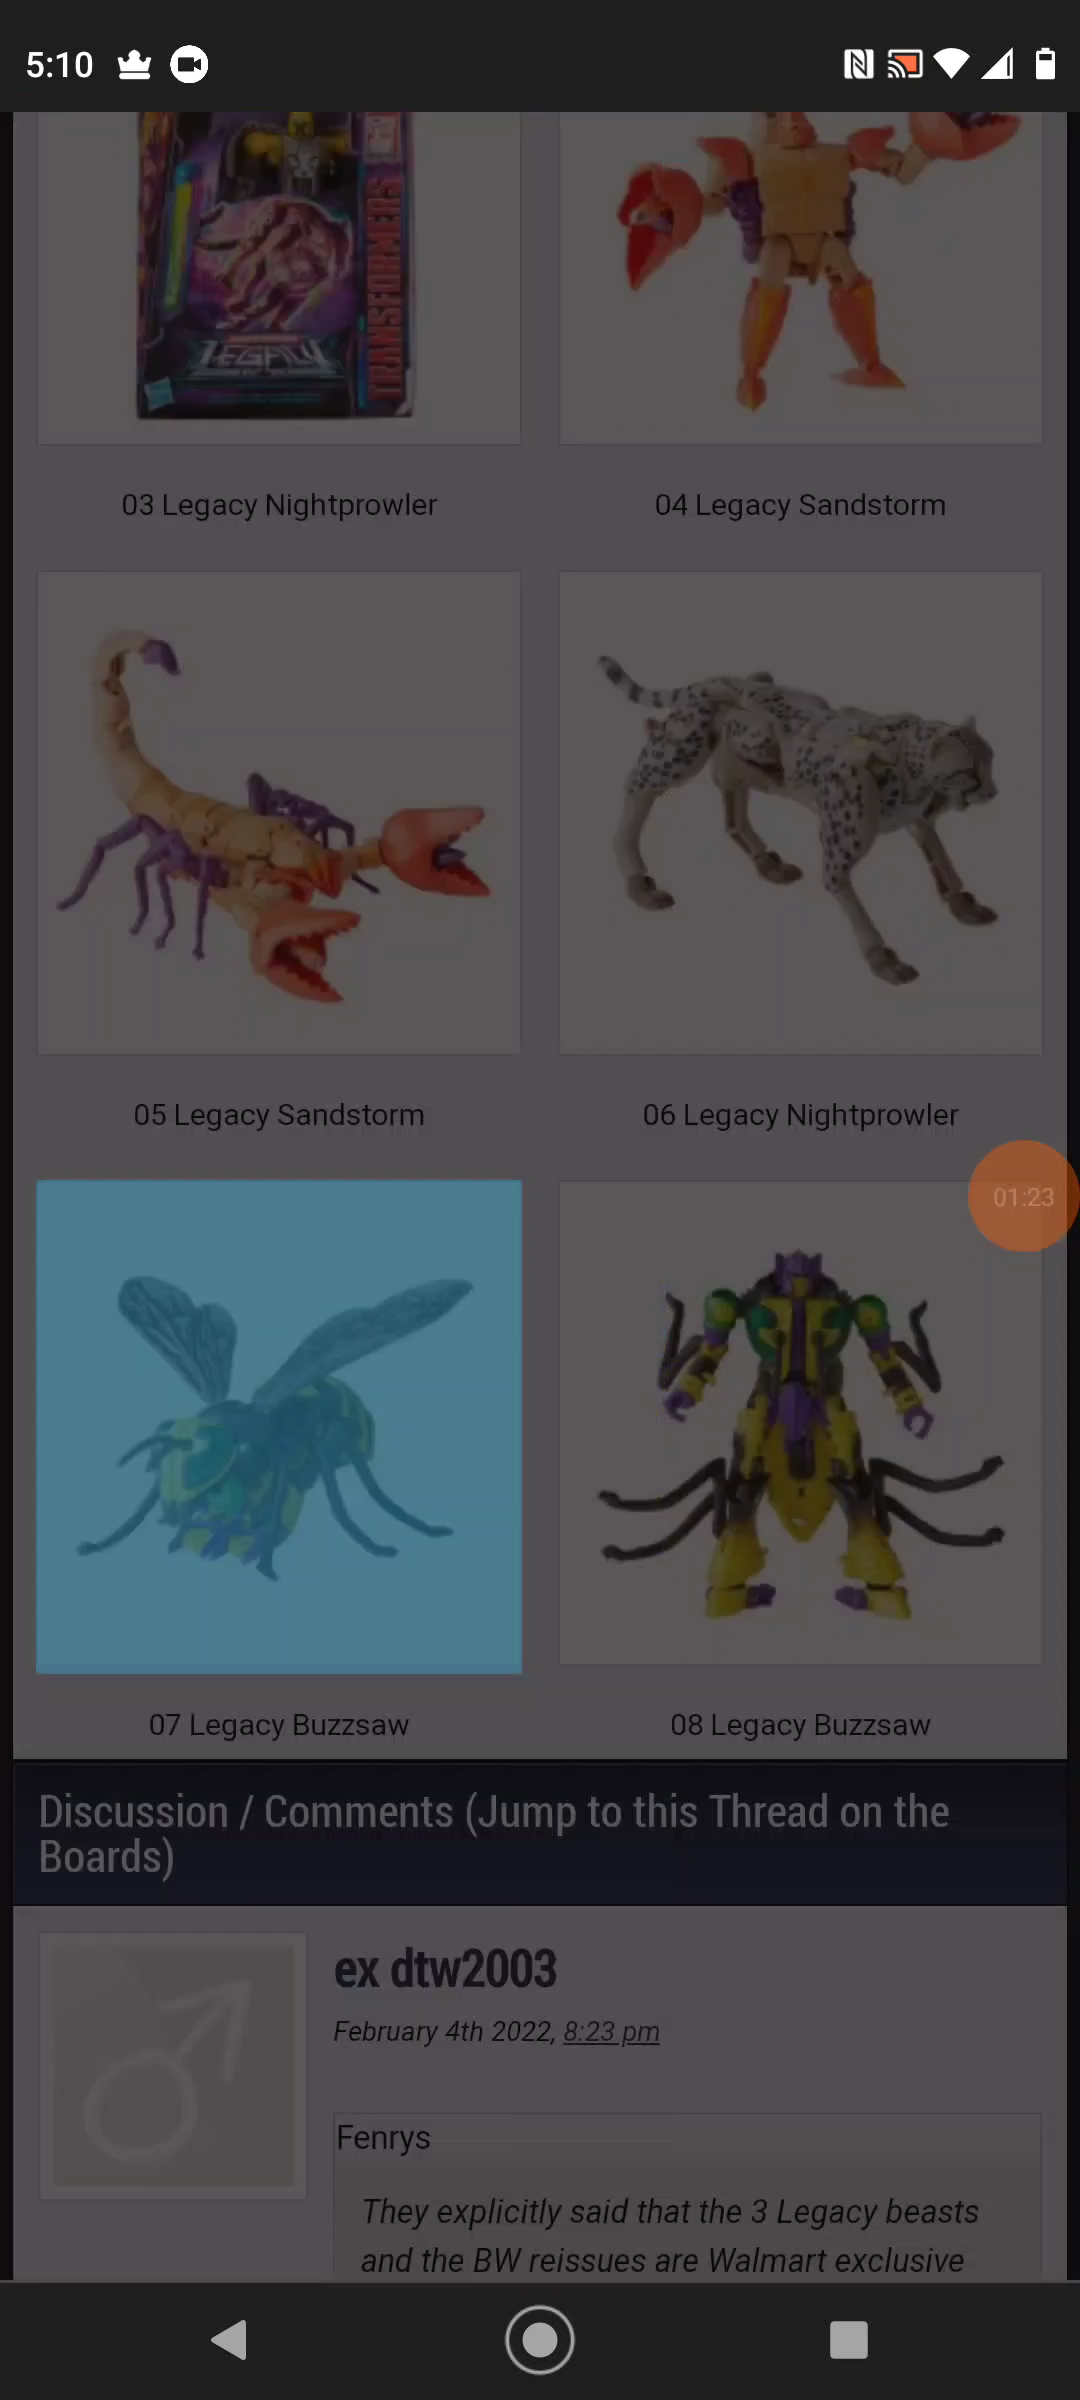 5:10
TRANSFORMERS
LEGACY
03 Legacy Nightprowler
04 Legacy Sandstorm
05 Legacy Sandstorm
06 Legacy Nightprowler
01:23
07 Legacy Buzzsaw
08 Legacy Buzzsaw
Discussion / Comments (Jump to this Thread on the
Boards)
ex dtw2003
February 4th 2022, 8:23 pm
Fenrys
They explicitly said that the 3 Legacy beasts
and the BW reissues are Walmart exclusive